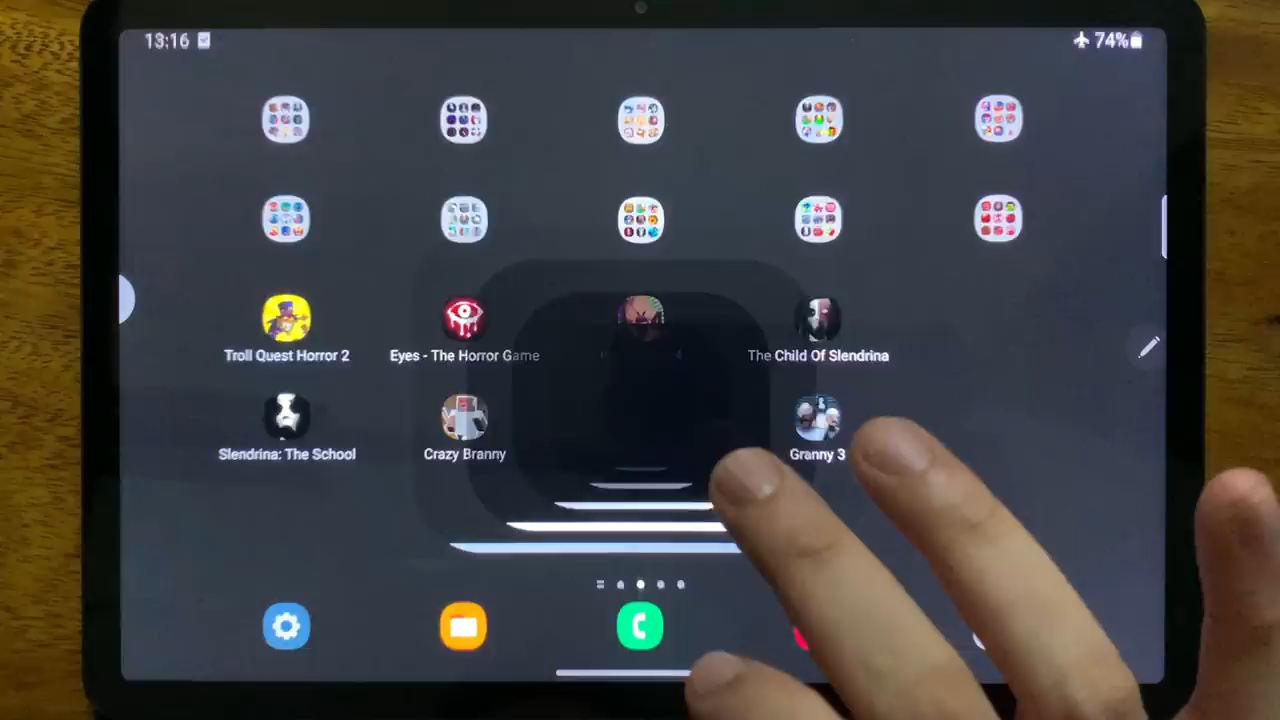 13:16
74%
Troll Quest Horror 2
Eyes - The Horror Game
The Child Of Slendrina
Slendrina: The School
Crazy Branny
Granny 3